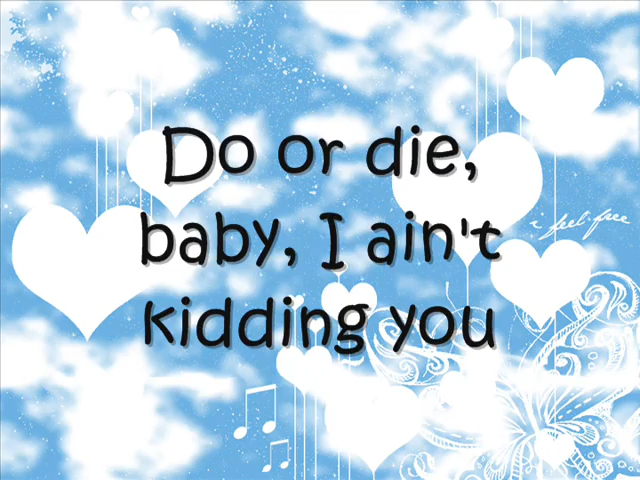 Do or die,
baby, I ain't
kidding you
i feel free